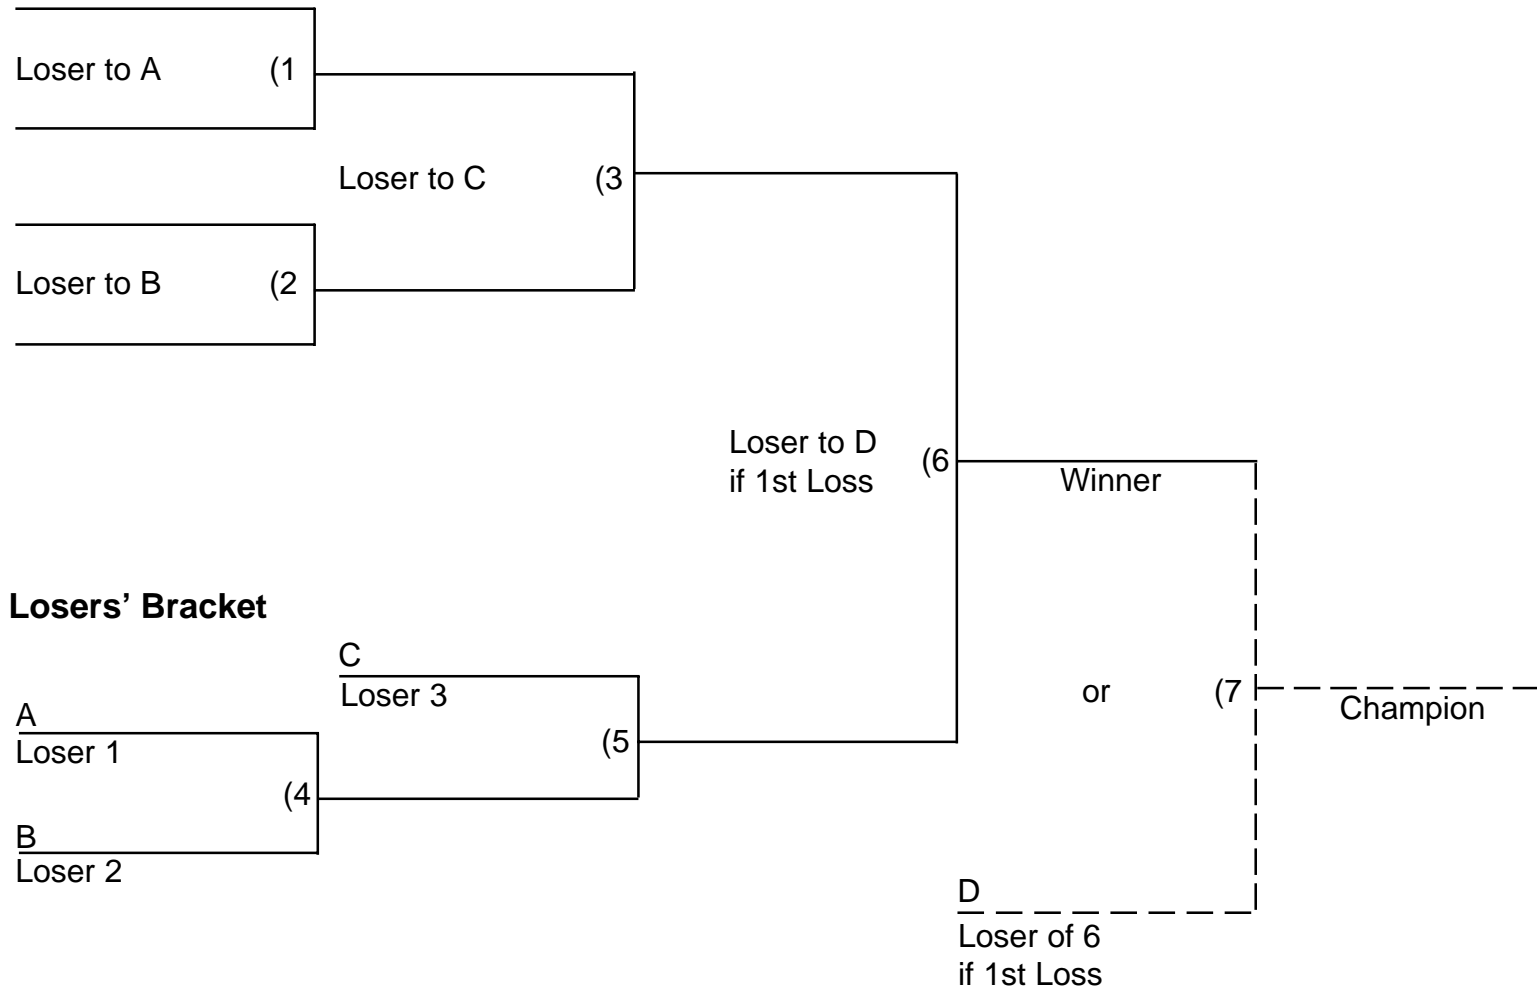 Loser to A (1
Loser to C (3
Loser to B (2
Loser to D
if 1st Loss
(6
Winner
Losers’ Bracket
C
Loser 3
A
Loser 1
(5
(4
B
Loser 2
or (7
Champion
D
Loser of 6
if 1st Loss